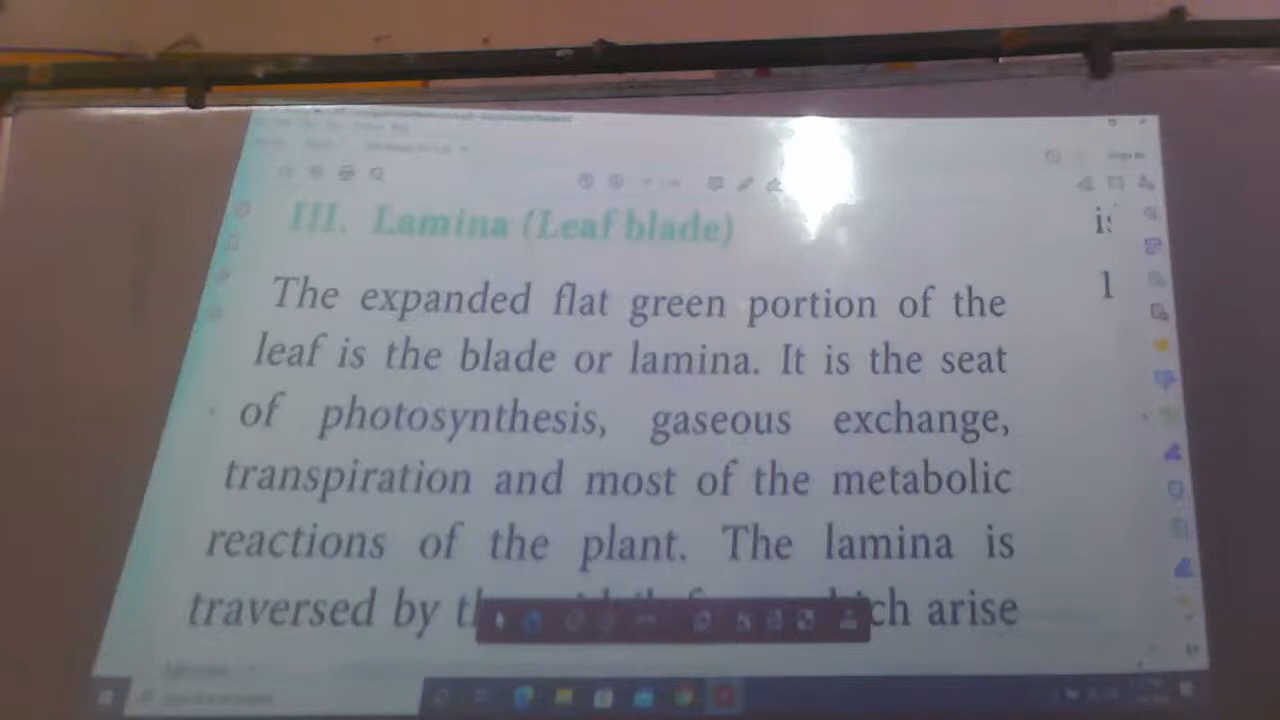 III. Lamina (Leaf blade)
The expanded flat green portion of the
leaf is the blade or lamina. It is the seat
of photosynthesis, gaseous exchange,
transpiration and most of the metabolic
reactions of the plant. The lamina is
traversed by arise